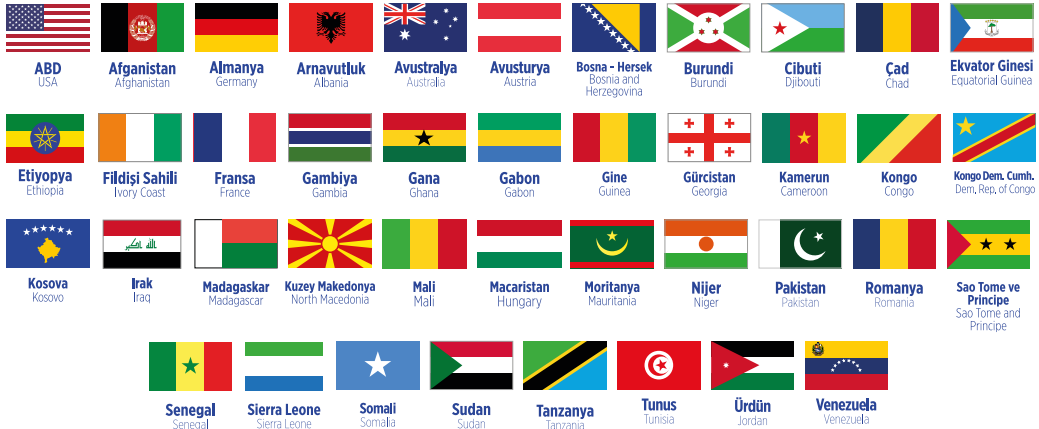 ABD
USA
Afganistan
Afghanistan
Almanya
Germany
Arnavutluk
Albania
Avustralya
Australia
Avusturya
Austria
Bosna - Hersek
Bosnia and
Herzegovina
Burundi
Burundi
Cibuti
Djibouti
Çad
Chad
Ekvator Ginesi
Equatorial Guinea
Etiyopya
Ethiopia
Fildişi Sahili
Ivory Coast
Fransa
France
Gambiya
Gambia
Gana
Ghana
Gabon
Gabon
Gine
Guinea
Gürcistan
Georgia
Kamerun
Cameroon
Kongo
Congo
Kongo Dem. Cumh.
Dem. Rep. of Congo
Kosova
Kosovo
Irak
Iraq
Madagaskar
Madagascar
Kuzey Makedonya
North Macedonia
Mali
Mali
Macaristan
Hungary
Moritanya
Mauritania
Nijer
Niger
Pakistan
Pakistan
Romanya
Romania
Sao Tome ve
Principe
Sao Tome and
Principe
Senegal
Senegal
Sierra Leone
Sierra Leone
Somali
Somalia
Sudan
Sudan
Tanzanya
Tanzania
Tunus
Tunisia
Ürdün
Jordan
Venezuela
Venezuela